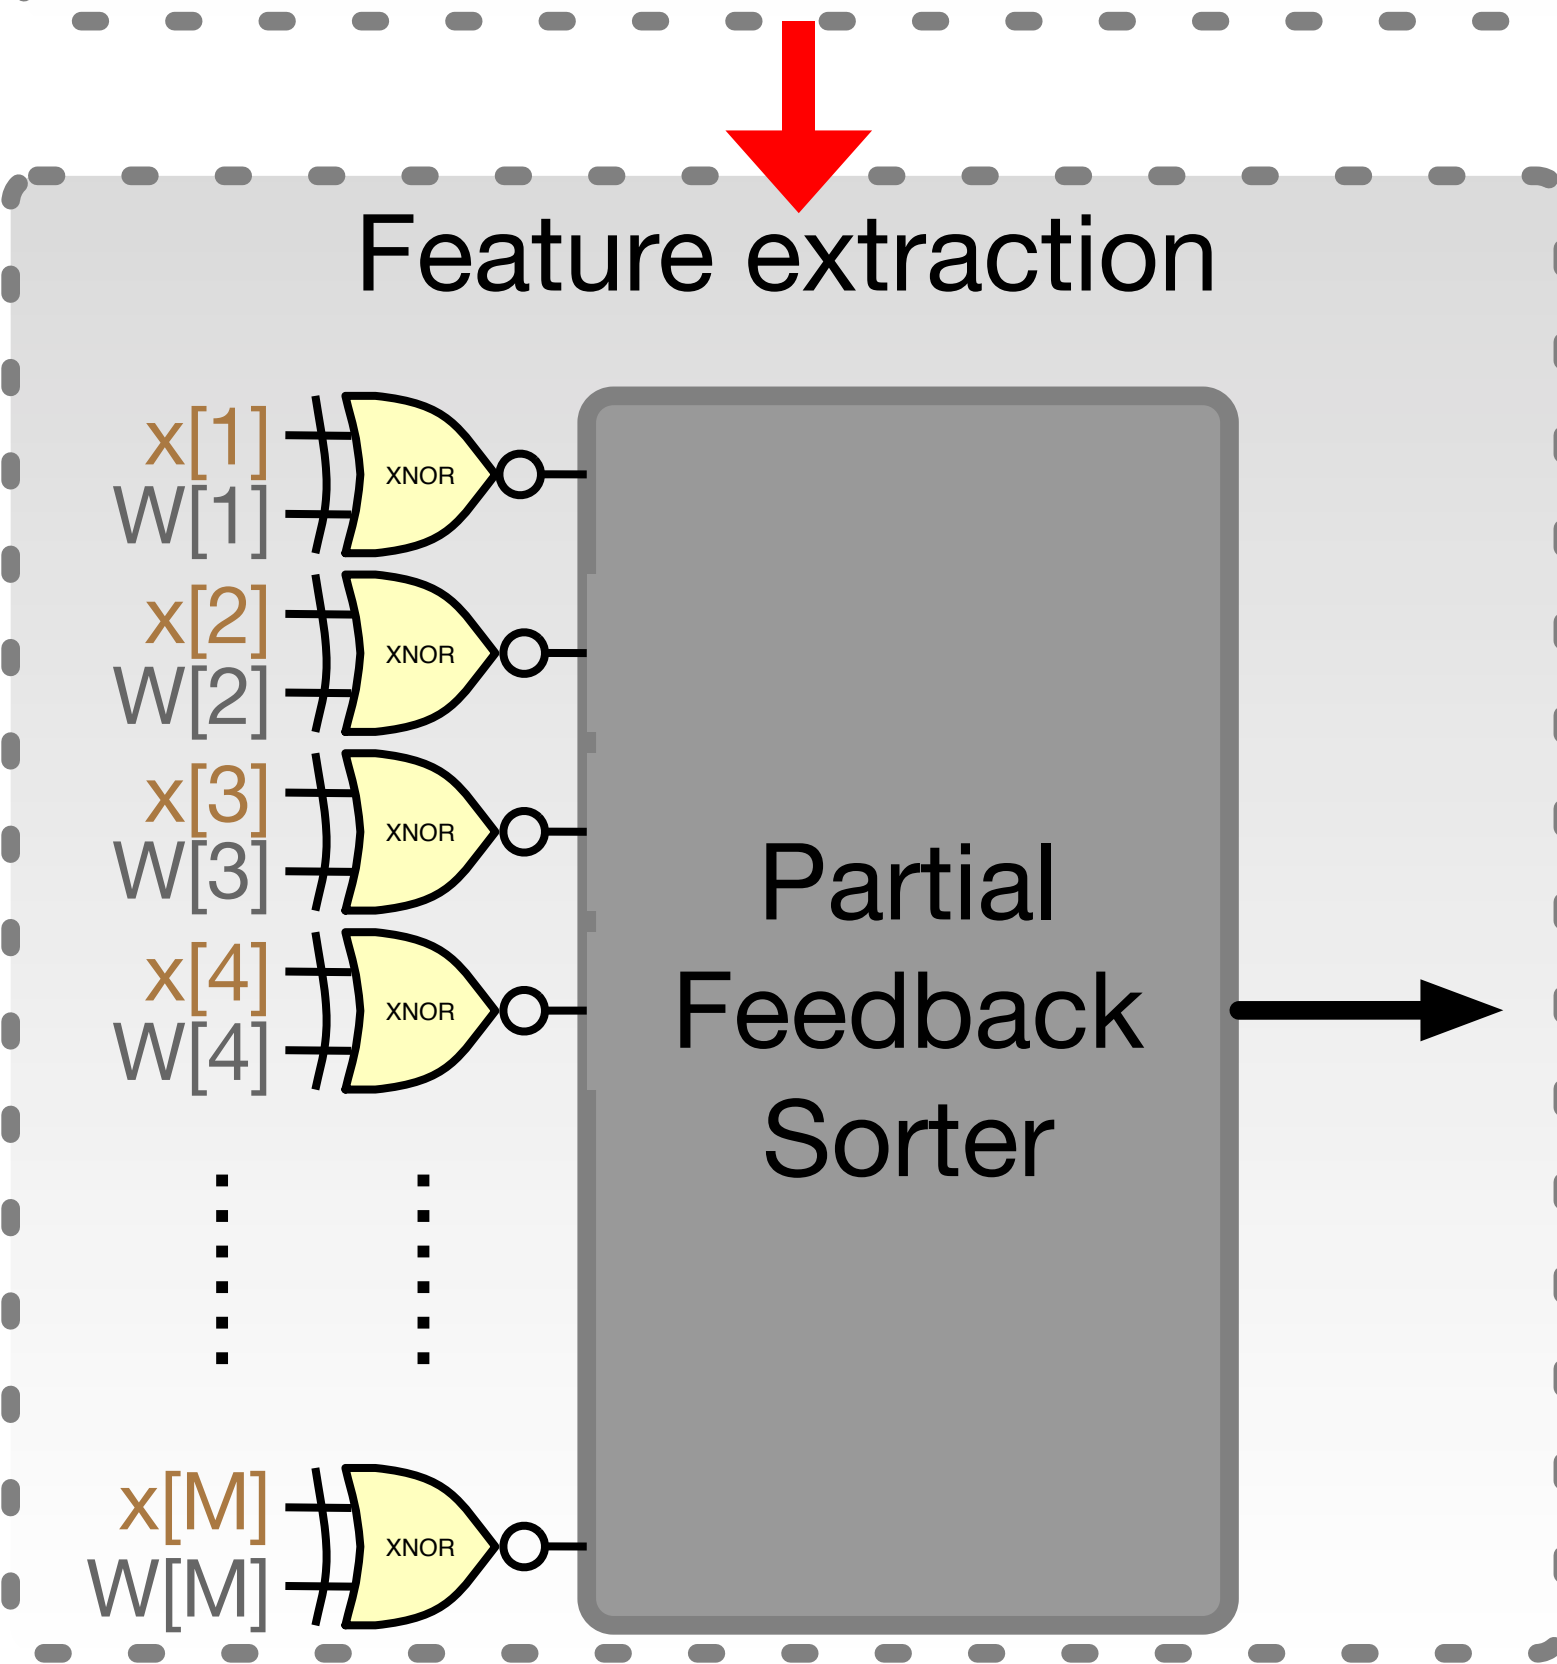 Feature extraction
x[1]
W[1]
XNOR
x[2]
W[2]
XNOR
x[3]
W[3]
XNOR
x[4]
W[4]
XNOR
x[M]
W[M]
XNOR
Partial
Feedback
Sorter